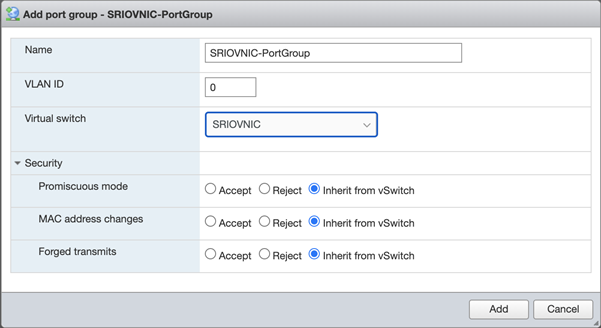 Add port group - SRIOVNIC-PortGroup
Name SRIOVNIC-PortGroup
VLAN ID 0
Virtual switch SRIOVNIC
Security
Promiscuous mode Accept Reject Inherit from vSwitch
MAC address changes Accept Reject Inherit from vSwitch
Forged transmits Accept Reject Inherit from vSwitch
Add Cancel